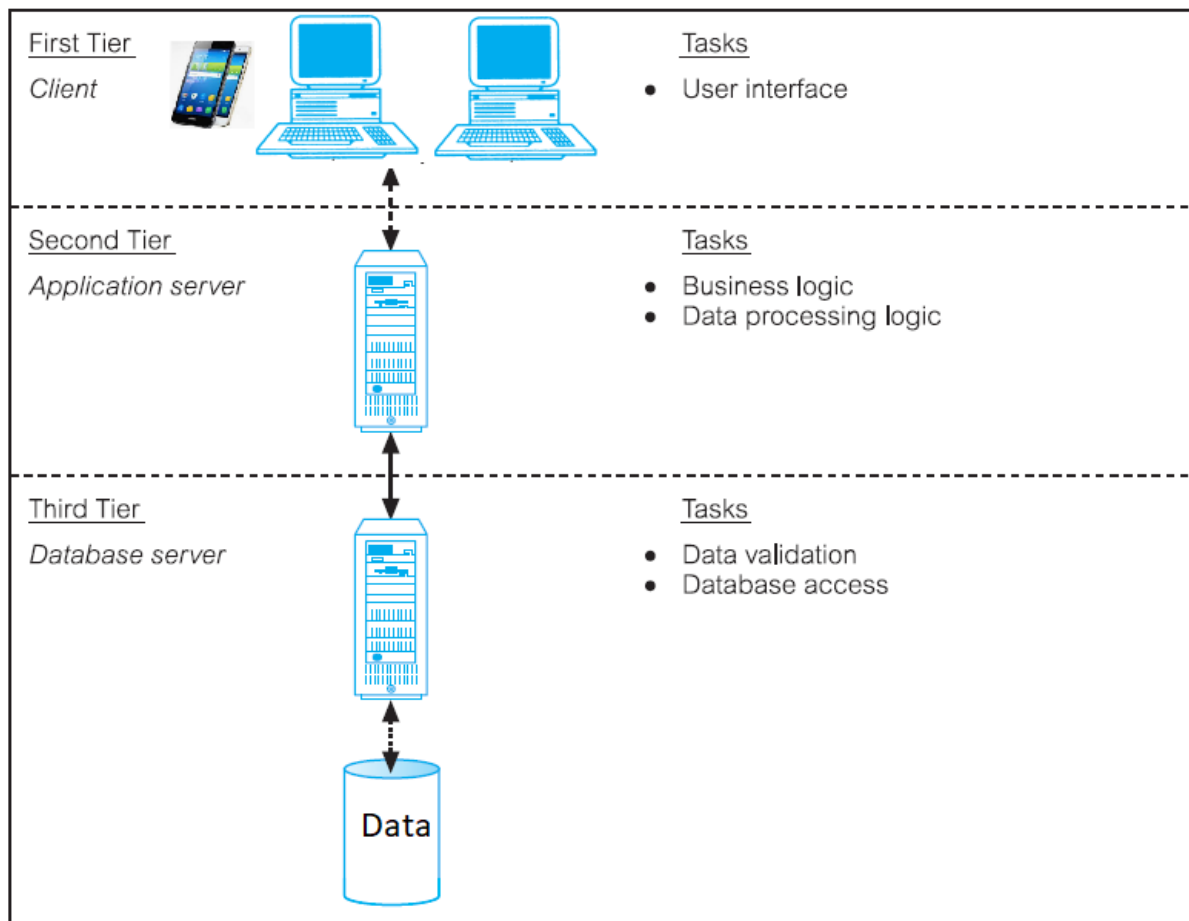 First Tier
Client
Tasks
● User interface
Second Tier
Application server
Tasks
● Business logic
● Data processing logic
Third Tier
Database server
Tasks
● Data validation
● Database access
Data